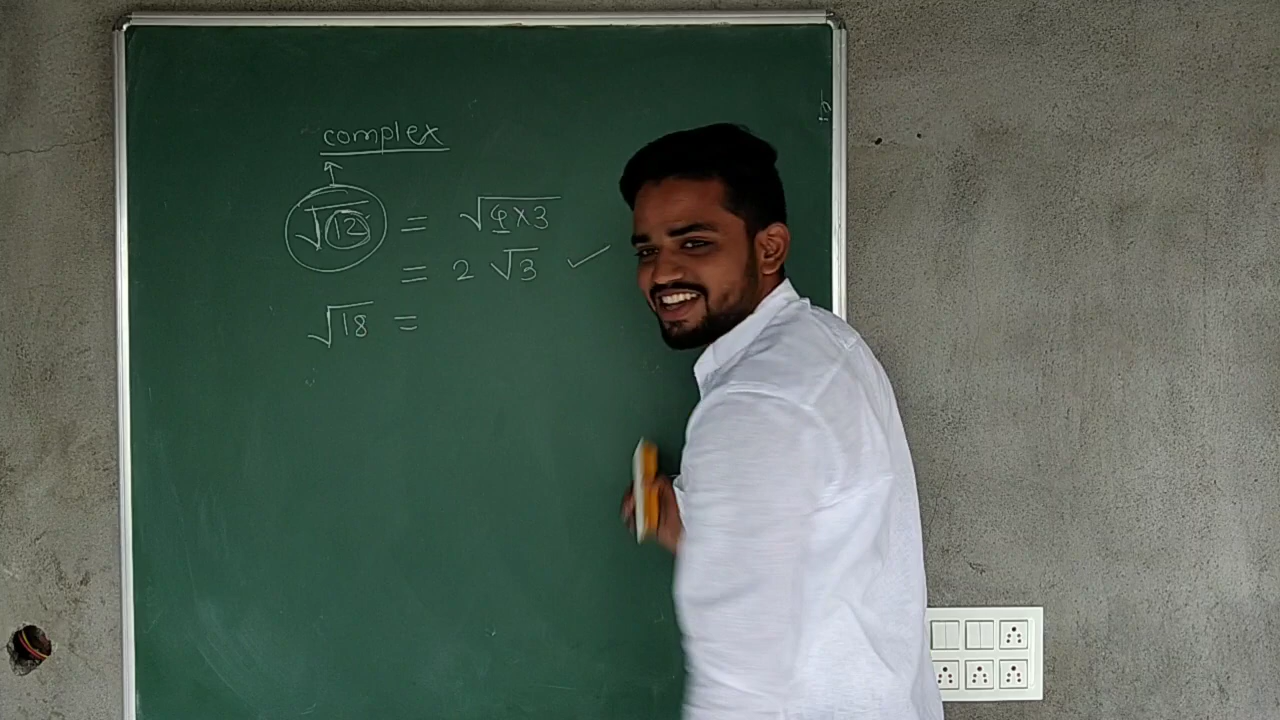 complex
√12 = √4×3
= 2 √3 ✓
√18 =